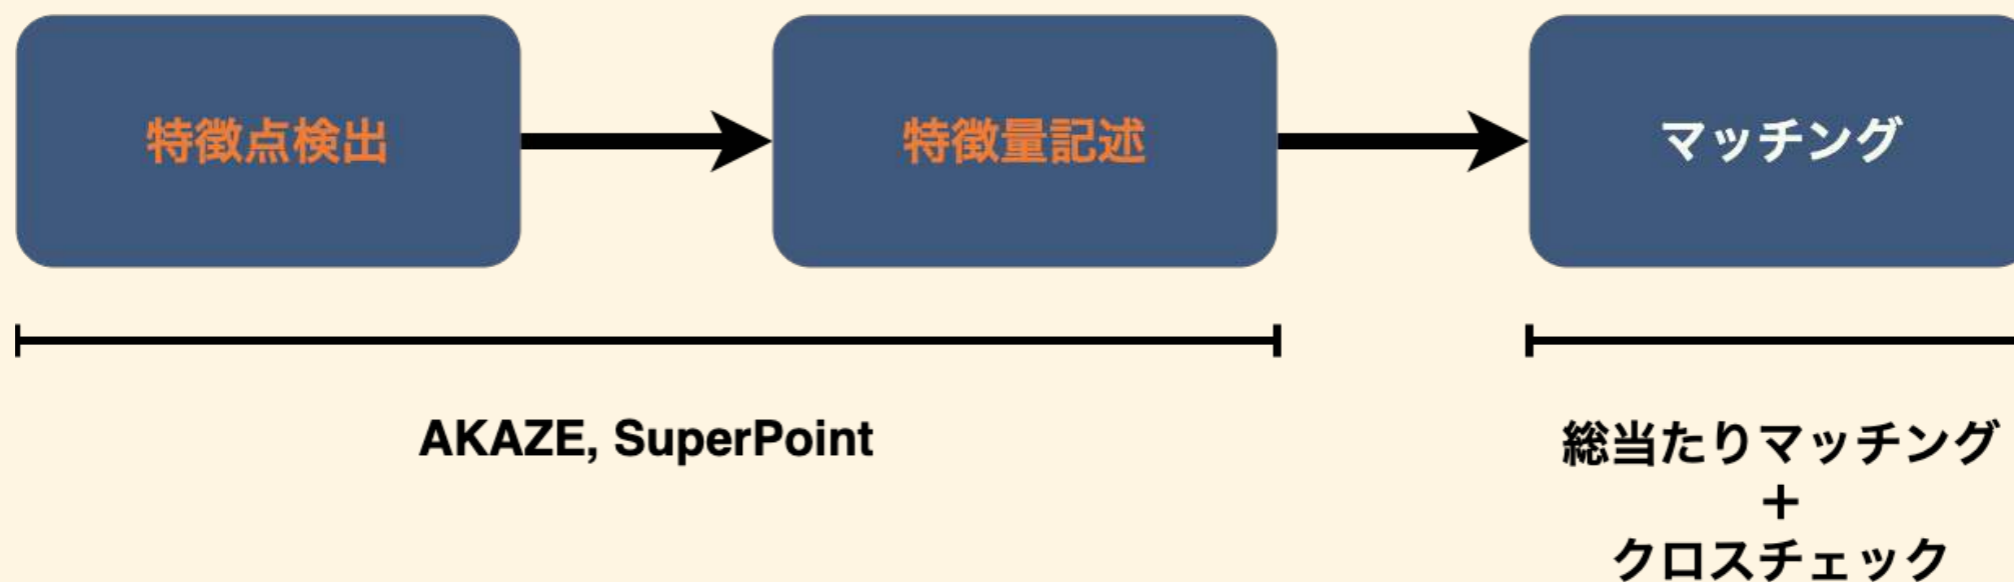 特徴点検出
特徴量記述
マッチング
AKAZE, SuperPoint
総当たりマッチング
+
クロスチェック